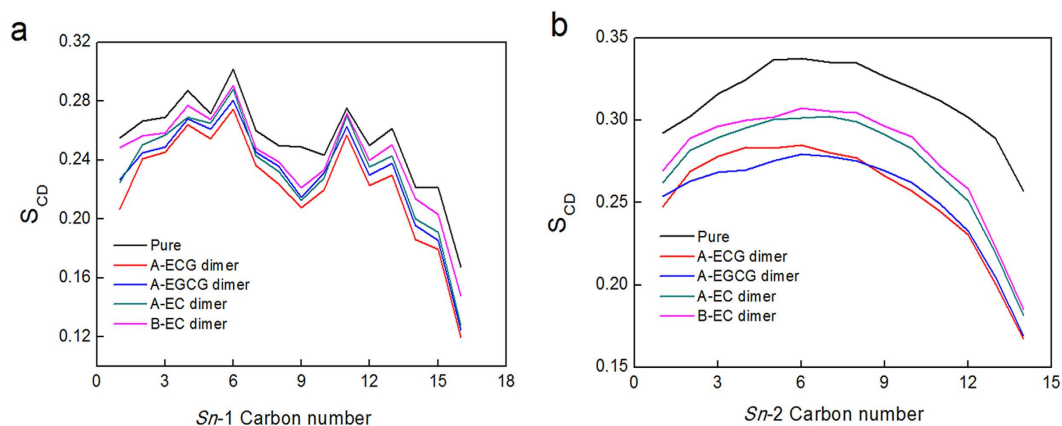 a
0.32
0.28
0.24
0.20
0.16
0.12
S_CD
Pure
A-ECG dimer
A-EGCG dimer
A-EC dimer
B-EC dimer
0 3 6 9 12 15 18
Sn-1 Carbon number
b
0.35
0.30
0.25
0.20
0.15
S_CD
Pure
A-ECG dimer
A-EGCG dimer
A-EC dimer
B-EC dimer
0 3 6 9 12 15
Sn-2 Carbon number